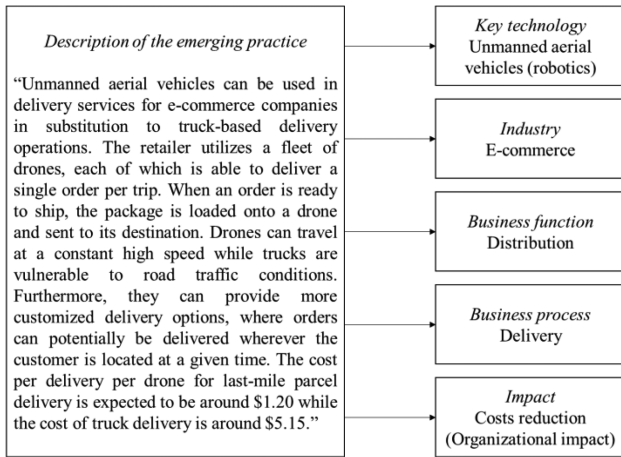 Description of the emerging practice
“Unmanned aerial vehicles can be used in
delivery services for e-commerce companies
in substitution to truck-based delivery
operations. The retailer utilizes a fleet of
drones, each of which is able to deliver a
single order per trip. When an order is ready
to ship, the package is loaded onto a drone
and sent to its destination. Drones can travel
at a constant high speed while trucks are
vulnerable to road traffic conditions.
Furthermore, they can provide more
customized delivery options, where orders
can potentially be delivered wherever the
customer is located at a given time. The cost
per delivery per drone for last-mile parcel
delivery is expected to be around $1.20 while
the cost of truck delivery is around $5.15.”
Key technology
Unmanned aerial
vehicles (robotics)
Industry
E-commerce
Business function
Distribution
Business process
Delivery
Impact
Costs reduction
(Organizational impact)